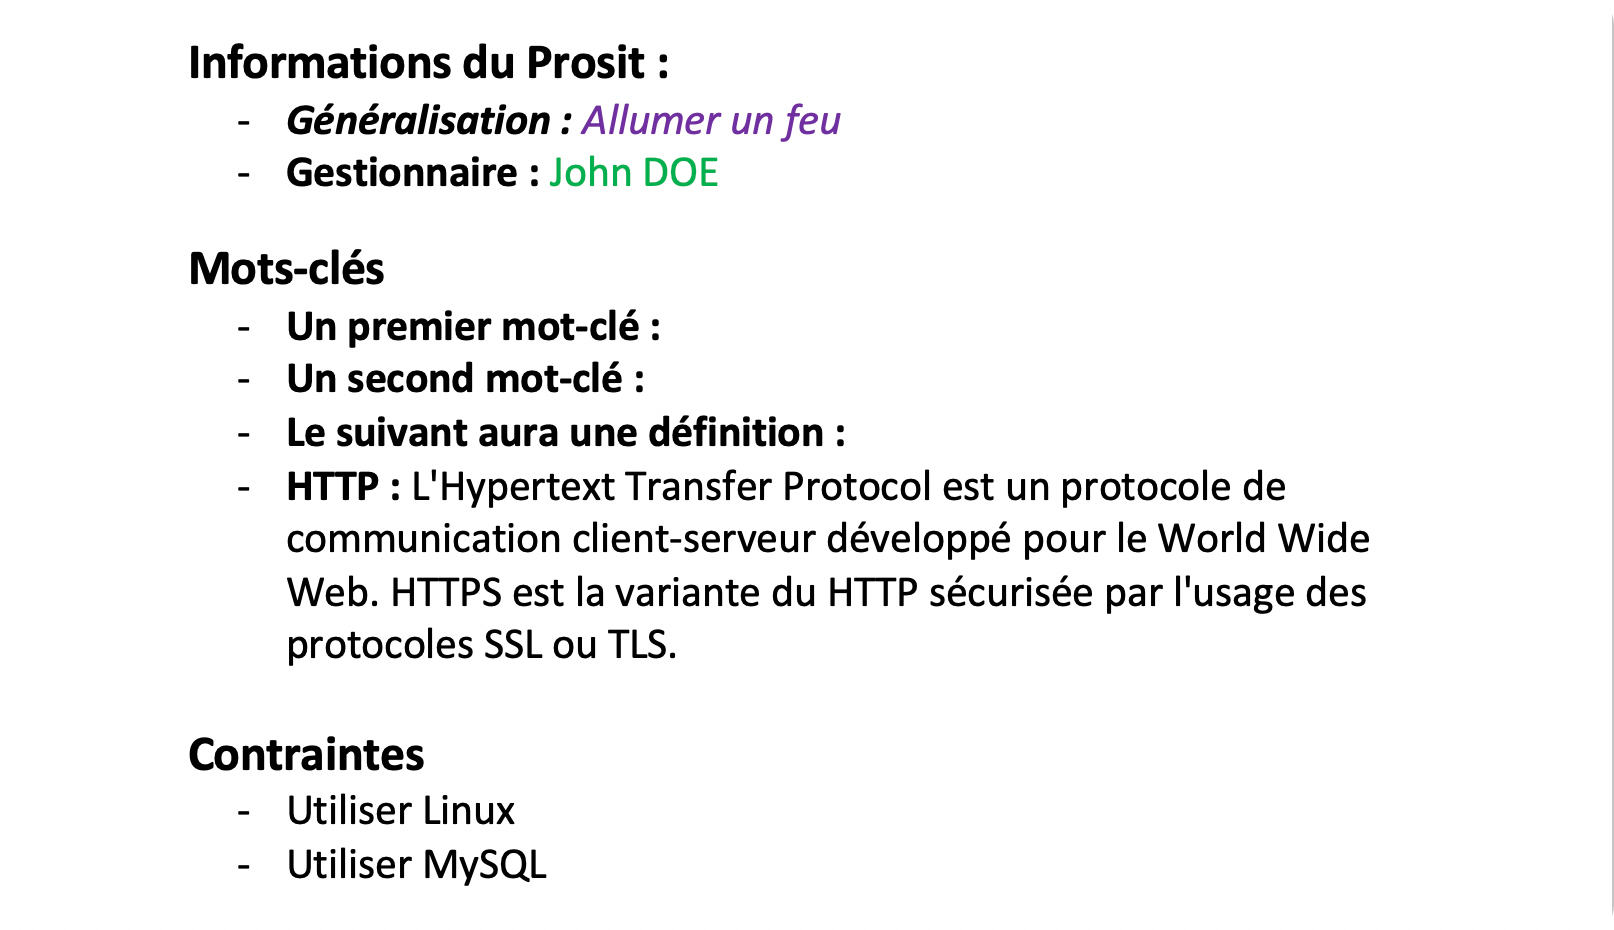 Informations du Prosit :
- Généralisation : Allumer un feu
- Gestionnaire : John DOE
Mots-clés
- Un premier mot-clé :
- Un second mot-clé :
- Le suivant aura une définition :
- HTTP : L'Hypertext Transfer Protocol est un protocole de
communication client-serveur développé pour le World Wide
Web. HTTPS est la variante du HTTP sécurisée par l'usage des
protocoles SSL ou TLS.
Contraintes
- Utiliser Linux
- Utiliser MySQL